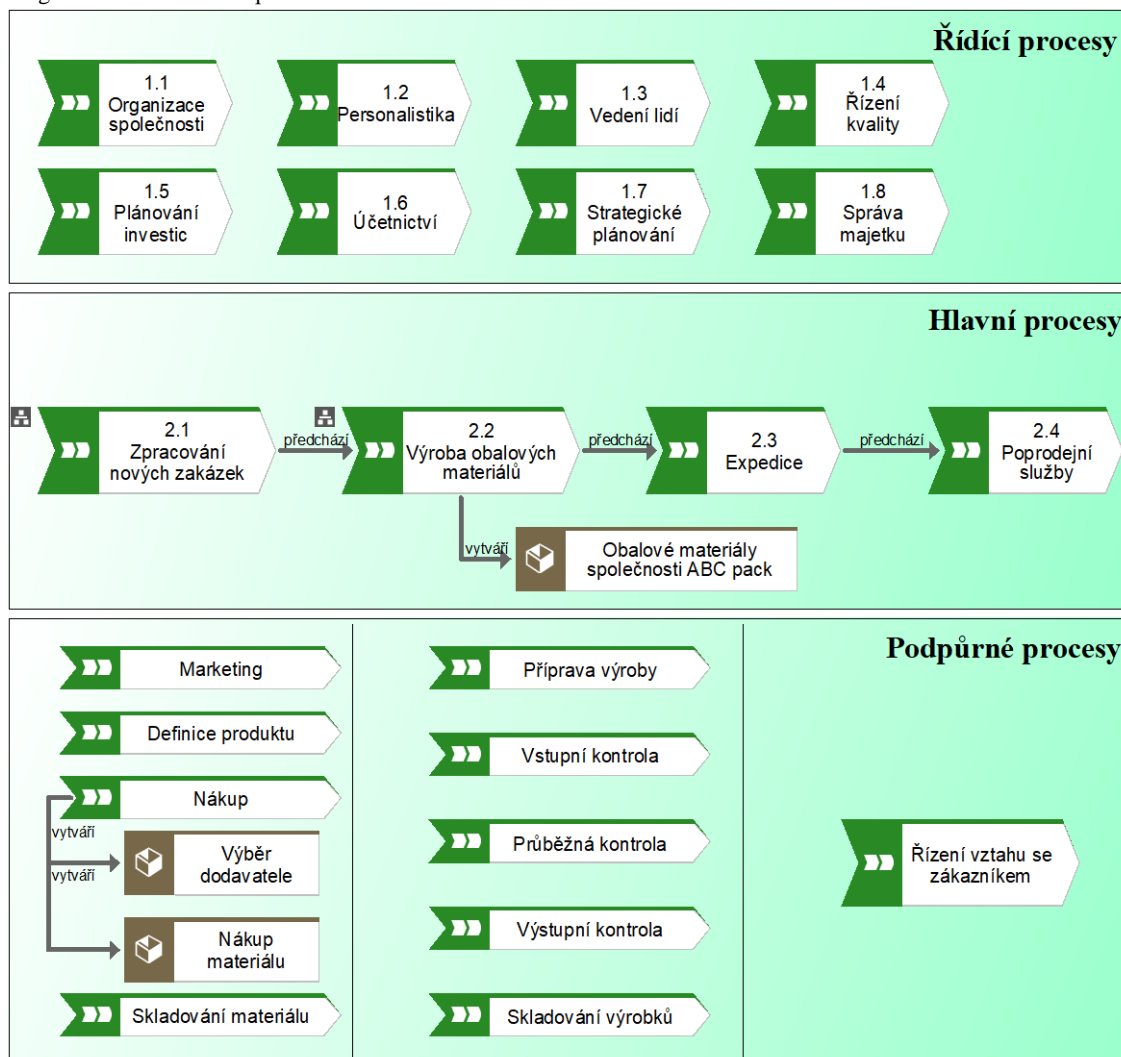 Řídící procesy
1.1
Organizace
společnosti
1.2
Personalistika
1.3
Vedení lidí
1.4
Řízení
kvality
1.5
Plánování
investic
1.6
Účetnictví
1.7
Strategické
plánování
1.8
Správa
majetku
Hlavní procesy
2.1
Zpracování
nových zakázek
předchází
2.2
Výroba obalových
materiálů
předchází
2.3
Expedice
předchází
2.4
Poprodejní
služby
vytváří
Obalové materiály
společnosti ABC pack
Podpůrné procesy
Marketing
Definice produktu
Nákup
vytváří
Výběr
dodavatele
vytváří
Nákup
materiálu
Skladování materiálu
Příprava výroby
Vstupní kontrola
Průběžná kontrola
Výstupní kontrola
Skladování výrobků
Řízení vztahu se
zákazníkem